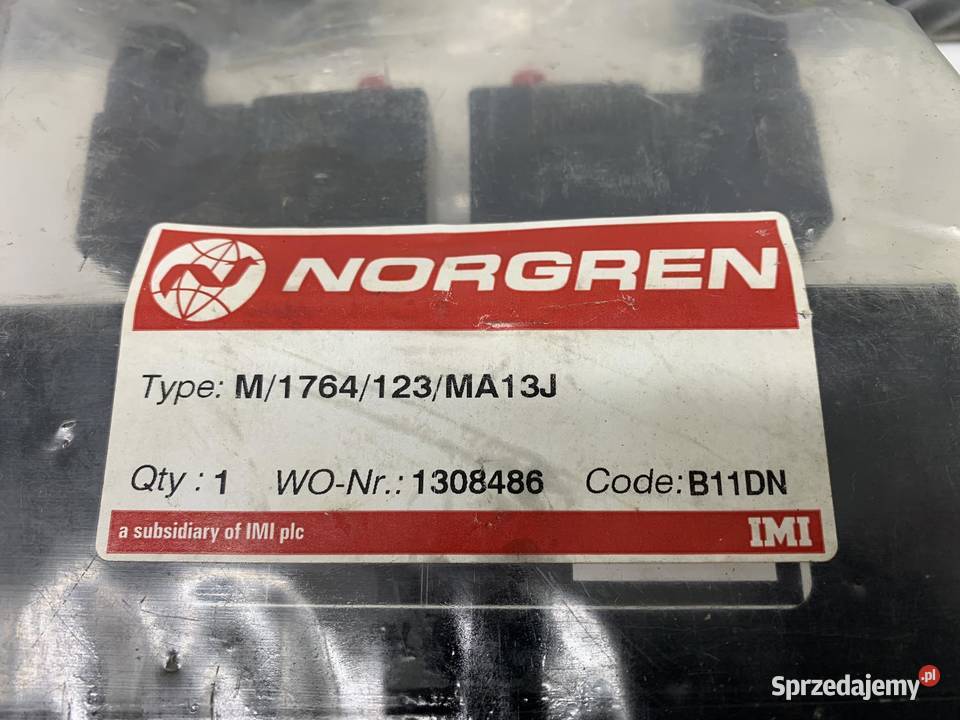 NORGREN
Type: M/1764/123/MA13J
Qty : 1 WO-Nr.: 1308486 Code: B11DN
a subsidiary of IMI plc IMI
Sprzedajemy.pl